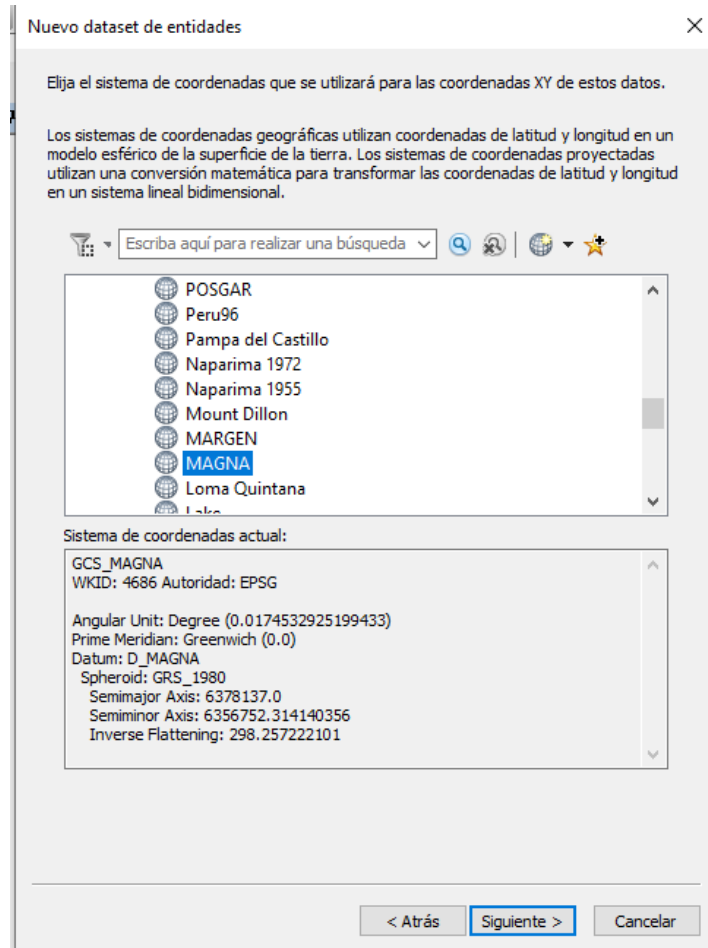 Nuevo dataset de entidades
Elija el sistema de coordenadas que se utilizará para las coordenadas XY de estos datos.
Los sistemas de coordenadas geográficas utilizan coordenadas de latitud y longitud en un
modelo esférico de la superficie de la tierra. Los sistemas de coordenadas proyectadas
utilizan una conversión matemática para transformar las coordenadas de latitud y longitud
en un sistema lineal bidimensional.
Escriba aquí para realizar una búsqueda
POSGAR
Peru96
Pampa del Castillo
Naparima 1972
Naparima 1955
Mount Dillon
MARGEN
MAGNA
Loma Quintana
Lake
Sistema de coordenadas actual:
GCS_MAGNA
WKID: 4686 Autoridad: EPSG
Angular Unit: Degree (0.0174532925199433)
Prime Meridian: Greenwich (0.0)
Datum: D_MAGNA
Spheroid: GRS_1980
Semimajor Axis: 6378137.0
Semiminor Axis: 6356752.314140356
Inverse Flattening: 298.257222101
< Atrás Siguiente > Cancelar